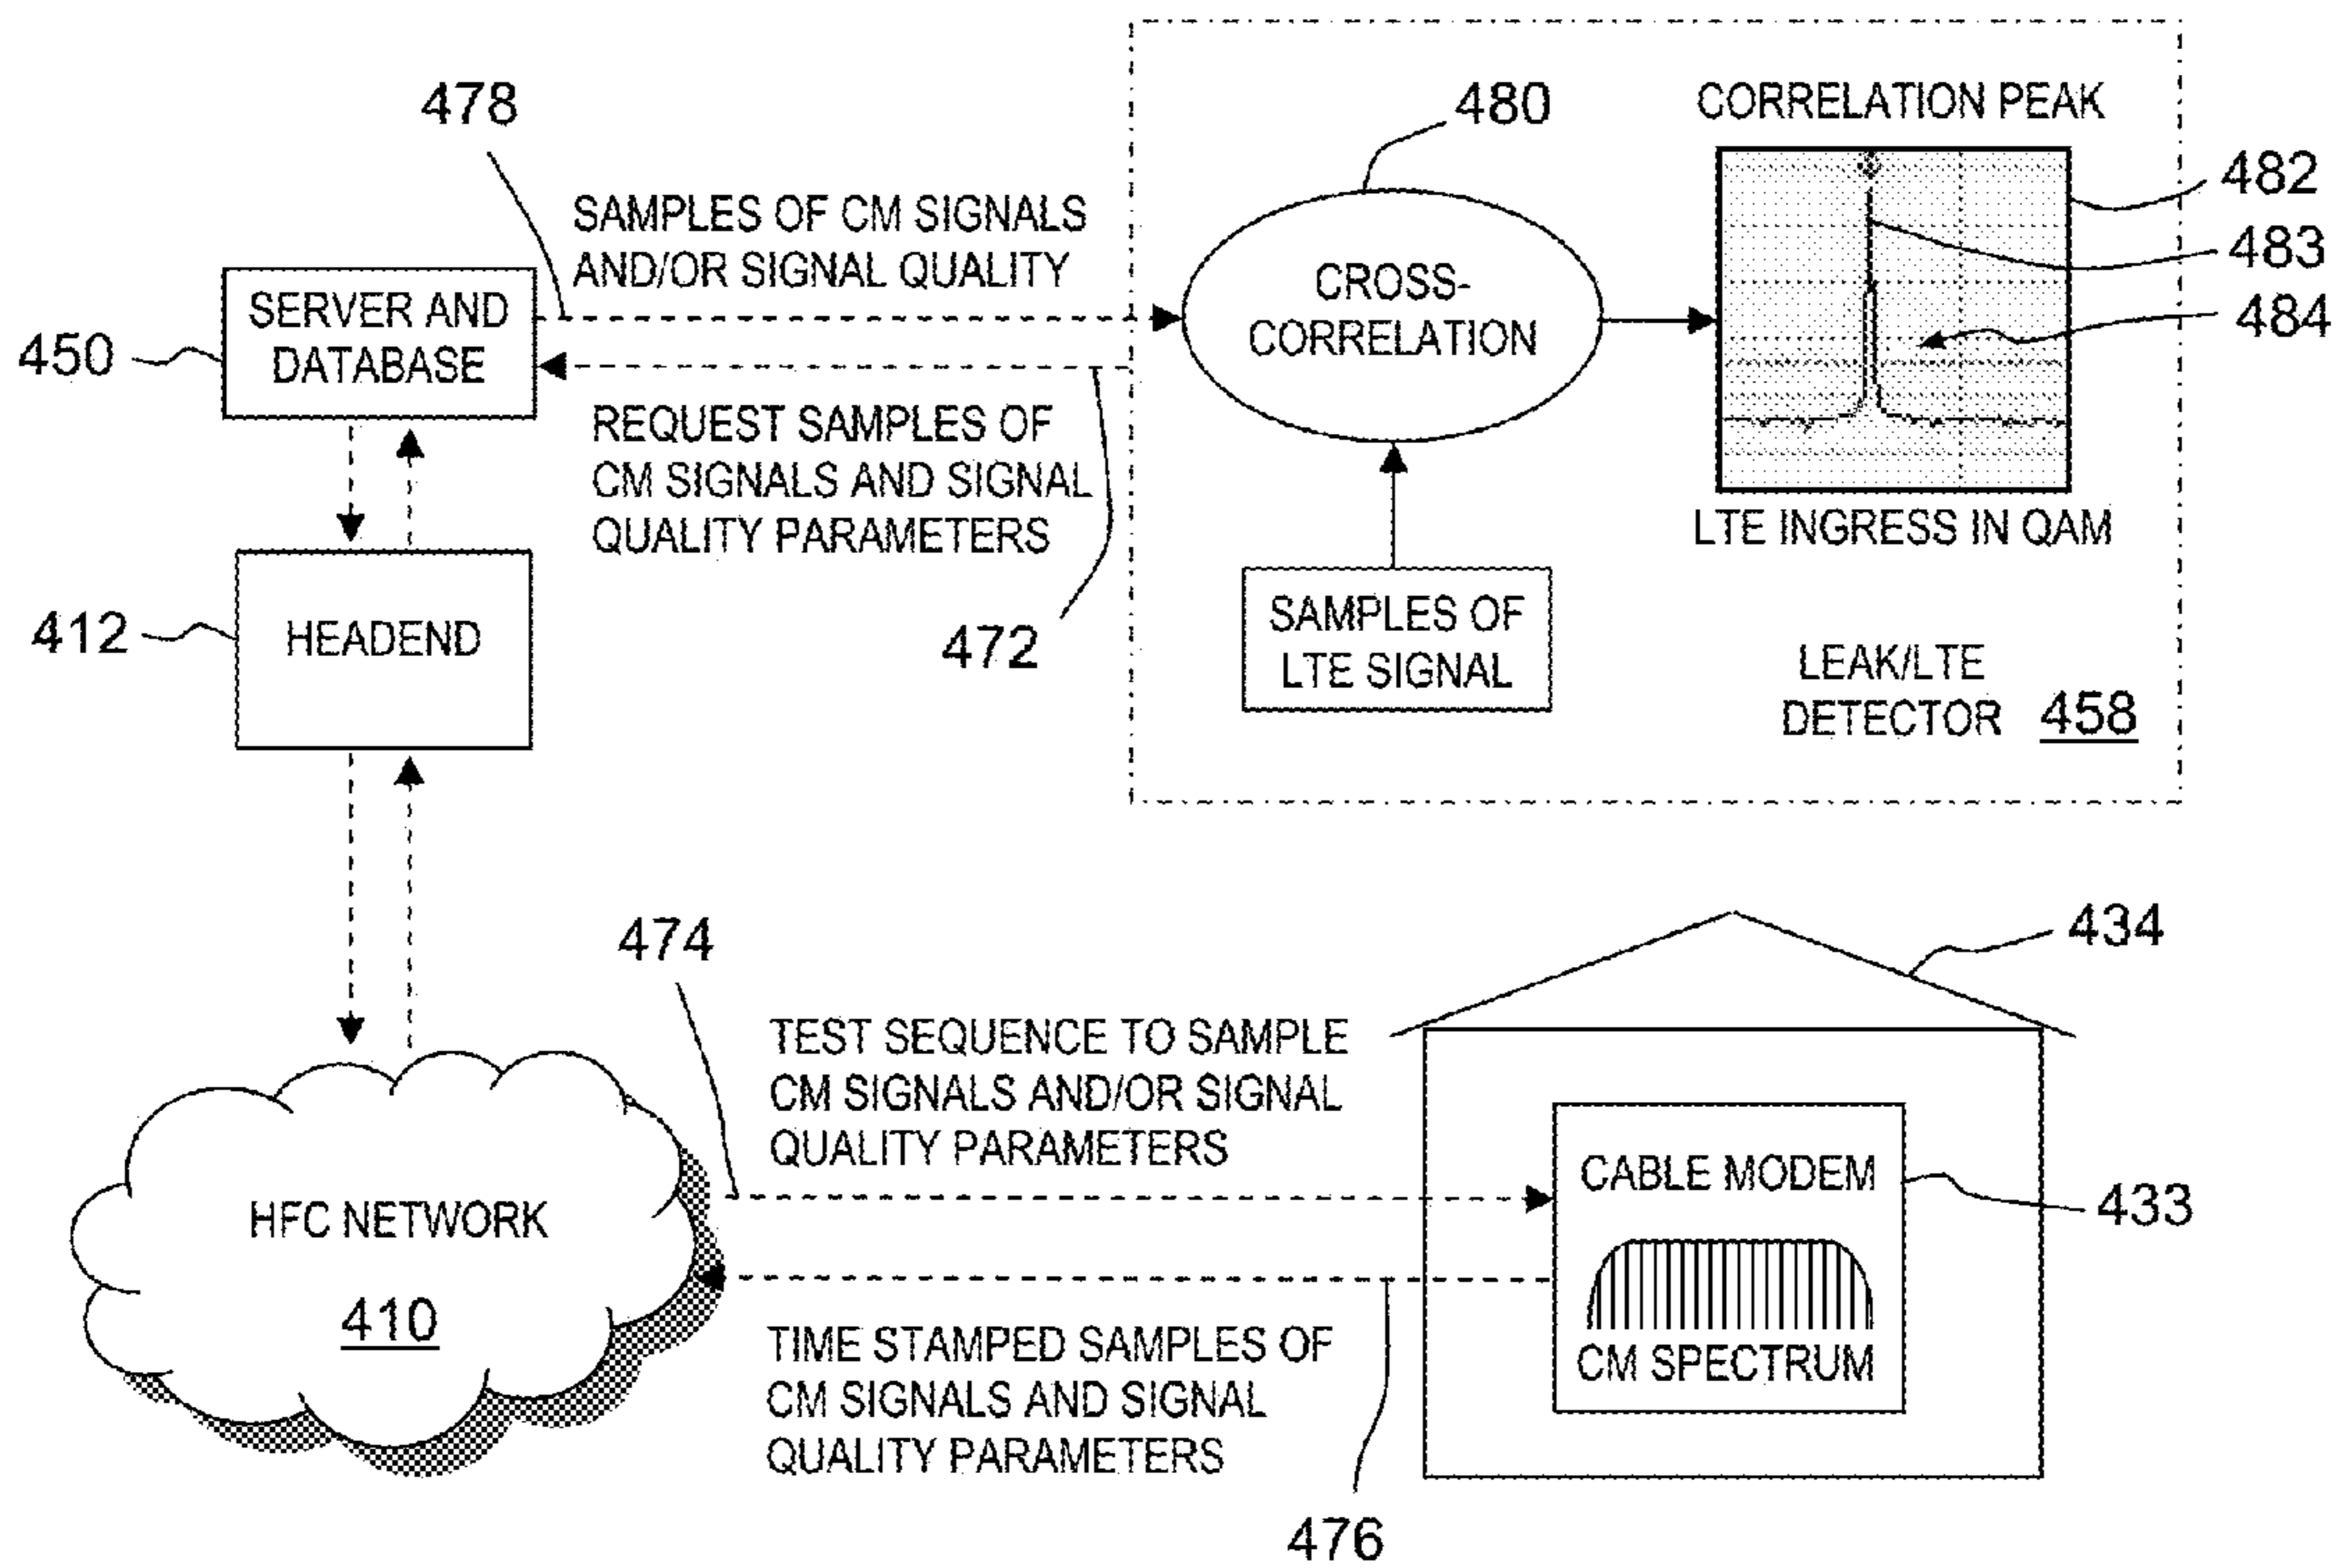 478
480
CORRELATION PEAK
482
483
484
SAMPLES OF CM SIGNALS
AND/OR SIGNAL QUALITY
SERVER AND
DATABASE
450
CROSS-
CORRELATION
REQUEST SAMPLES OF
CM SIGNALS AND SIGNAL
QUALITY PARAMETERS
472
LTE INGRESS IN QAM
SAMPLES OF
LTE SIGNAL
LEAK/LTE
DETECTOR 458
412
HEADEND
474
434
TEST SEQUENCE TO SAMPLE
CM SIGNALS AND/OR SIGNAL
QUALITY PARAMETERS
CABLE MODEM
433
CM SPECTRUM
HFC NETWORK
410
TIME STAMPED SAMPLES OF
CM SIGNALS AND SIGNAL
QUALITY PARAMETERS
476